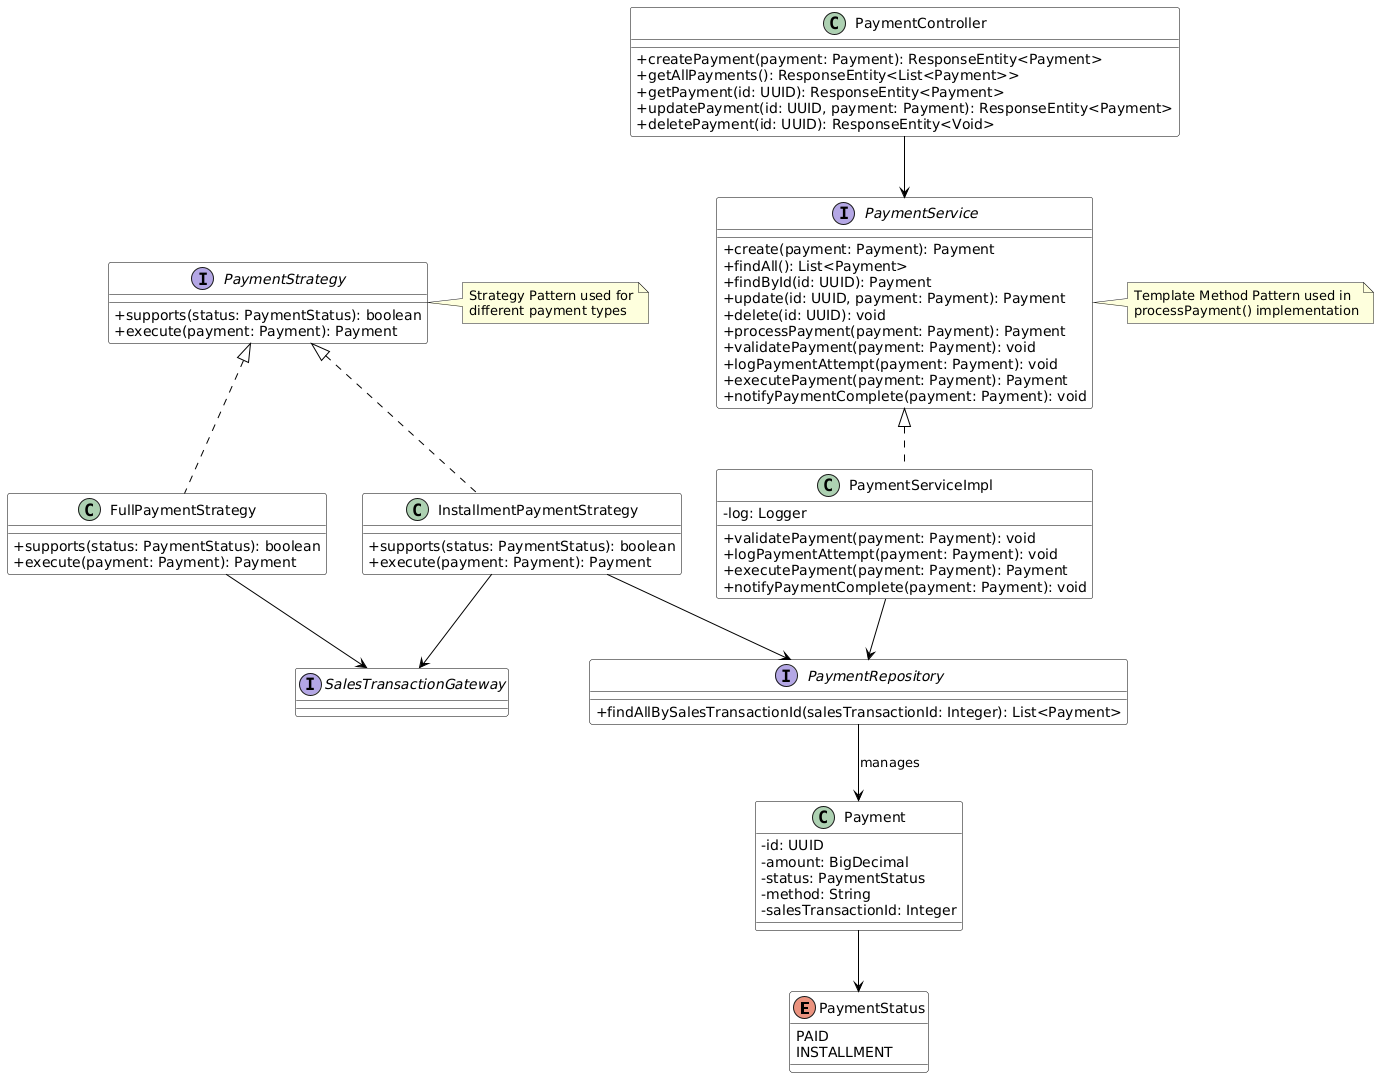 C PaymentController
+createPayment(payment: Payment): ResponseEntity<Payment>
+getAllPayments(): ResponseEntity<List<Payment>>
+getPayment(id: UUID): ResponseEntity<Payment>
+updatePayment(id: UUID, payment: Payment): ResponseEntity<Payment>
+deletePayment(id: UUID): ResponseEntity<Void>
I PaymentService
+create(payment: Payment): Payment
+findAll(): List<Payment>
+findById(id: UUID): Payment
+update(id: UUID, payment: Payment): Payment
+delete(id: UUID): void
+processPayment(payment: Payment): Payment
+validatePayment(payment: Payment): void
+logPaymentAttempt(payment: Payment): void
+executePayment(payment: Payment): Payment
+notifyPaymentComplete(payment: Payment): void
Template Method Pattern used in
processPayment() implementation
I PaymentStrategy
+supports(status: PaymentStatus): boolean
+execute(payment: Payment): Payment
Strategy Pattern used for
different payment types
C FullPaymentStrategy
+supports(status: PaymentStatus): boolean
+execute(payment: Payment): Payment
C InstallmentPaymentStrategy
+supports(status: PaymentStatus): boolean
+execute(payment: Payment): Payment
C PaymentServiceImpl
-log: Logger
+validatePayment(payment: Payment): void
+logPaymentAttempt(payment: Payment): void
+executePayment(payment: Payment): Payment
+notifyPaymentComplete(payment: Payment): void
I SalesTransactionGateway
I PaymentRepository
+findAllBySalesTransactionId(salesTransactionId: Integer): List<Payment>
manages
C Payment
-id: UUID
-amount: BigDecimal
-status: PaymentStatus
-method: String
-salesTransactionId: Integer
E PaymentStatus
PAID
INSTALLMENT